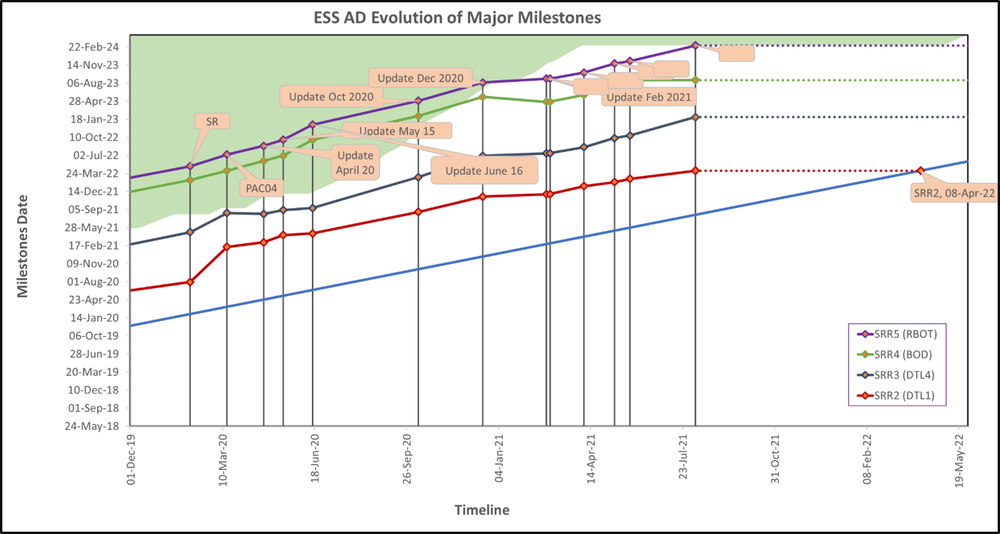 ESS AD Evolution of Major Milestones
Milestones Date
22-Feb-24
14-Nov-23
06-Aug-23
28-Apr-23
18-Jan-23
10-Oct-22
02-Jul-22
24-Mar-22
14-Dec-21
05-Sep-21
28-May-21
17-Feb-21
09-Nov-20
01-Aug-20
23-Apr-20
14-Jan-20
06-Oct-19
28-Jun-19
20-Mar-19
10-Dec-18
01-Sep-18
24-May-18
SR
PAC04
Update
April 20
Update May 15
Update June 16
Update Oct 2020
Update Dec 2020
Update Feb 2021
SRR2, 08-Apr-22
SRR5 (RBOT)
SRR4 (BOD)
SRR3 (DTL4)
SRR2 (DTL1)
01-Dec-19
10-Mar-20
18-Jun-20
26-Sep-20
04-Jan-21
14-Apr-21
23-Jul-21
31-Oct-21
08-Feb-22
19-May-22
Timeline